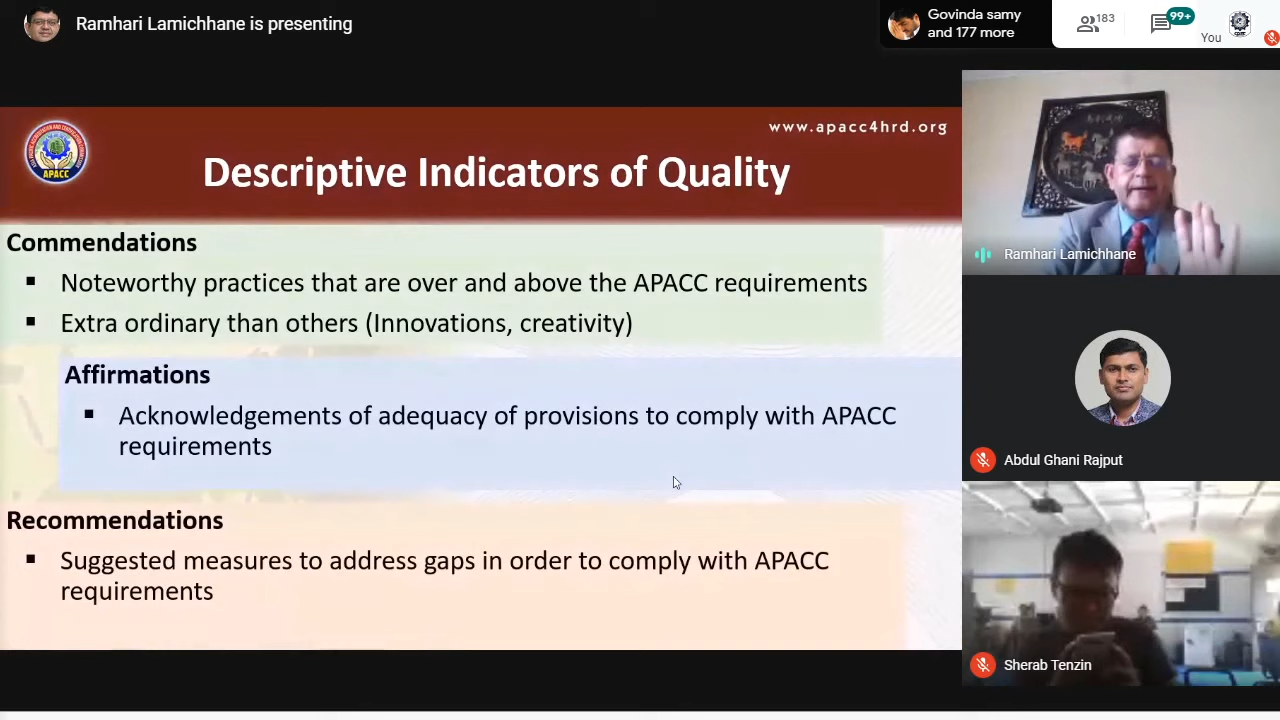 Ramhari Lamichhane is presenting
Govinda samy
and 177 more
183
99+
You
www.apacc4hrd.org
APACC
Descriptive Indicators of Quality
Commendations
▪ Noteworthy practices that are over and above the APACC requirements
▪ Extra ordinary than others (Innovations, creativity)
Affirmations
▪ Acknowledgements of adequacy of provisions to comply with APACC
requirements
Recommendations
▪ Suggested measures to address gaps in order to comply with APACC
requirements
Ramhari Lamichhane
Abdul Ghani Rajput
Sherab Tenzin